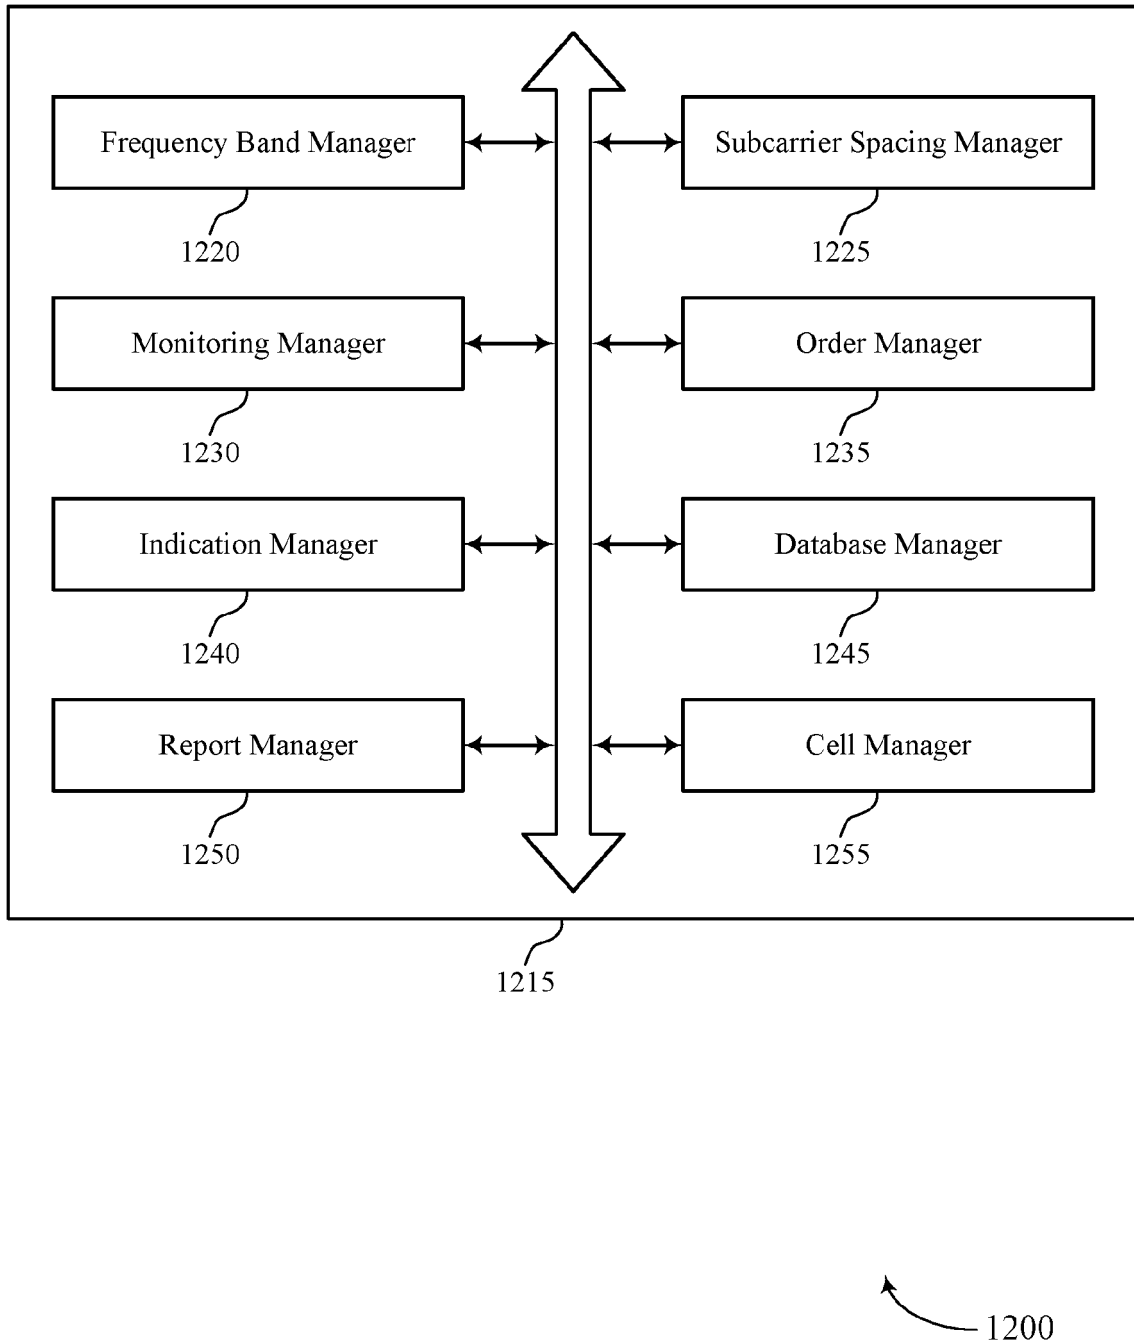 Frequency Band Manager
Subcarrier Spacing Manager
1220
1225
Monitoring Manager
Order Manager
1230
1235
Indication Manager
Database Manager
1240
1245
Report Manager
Cell Manager
1250
1255
1215
1200